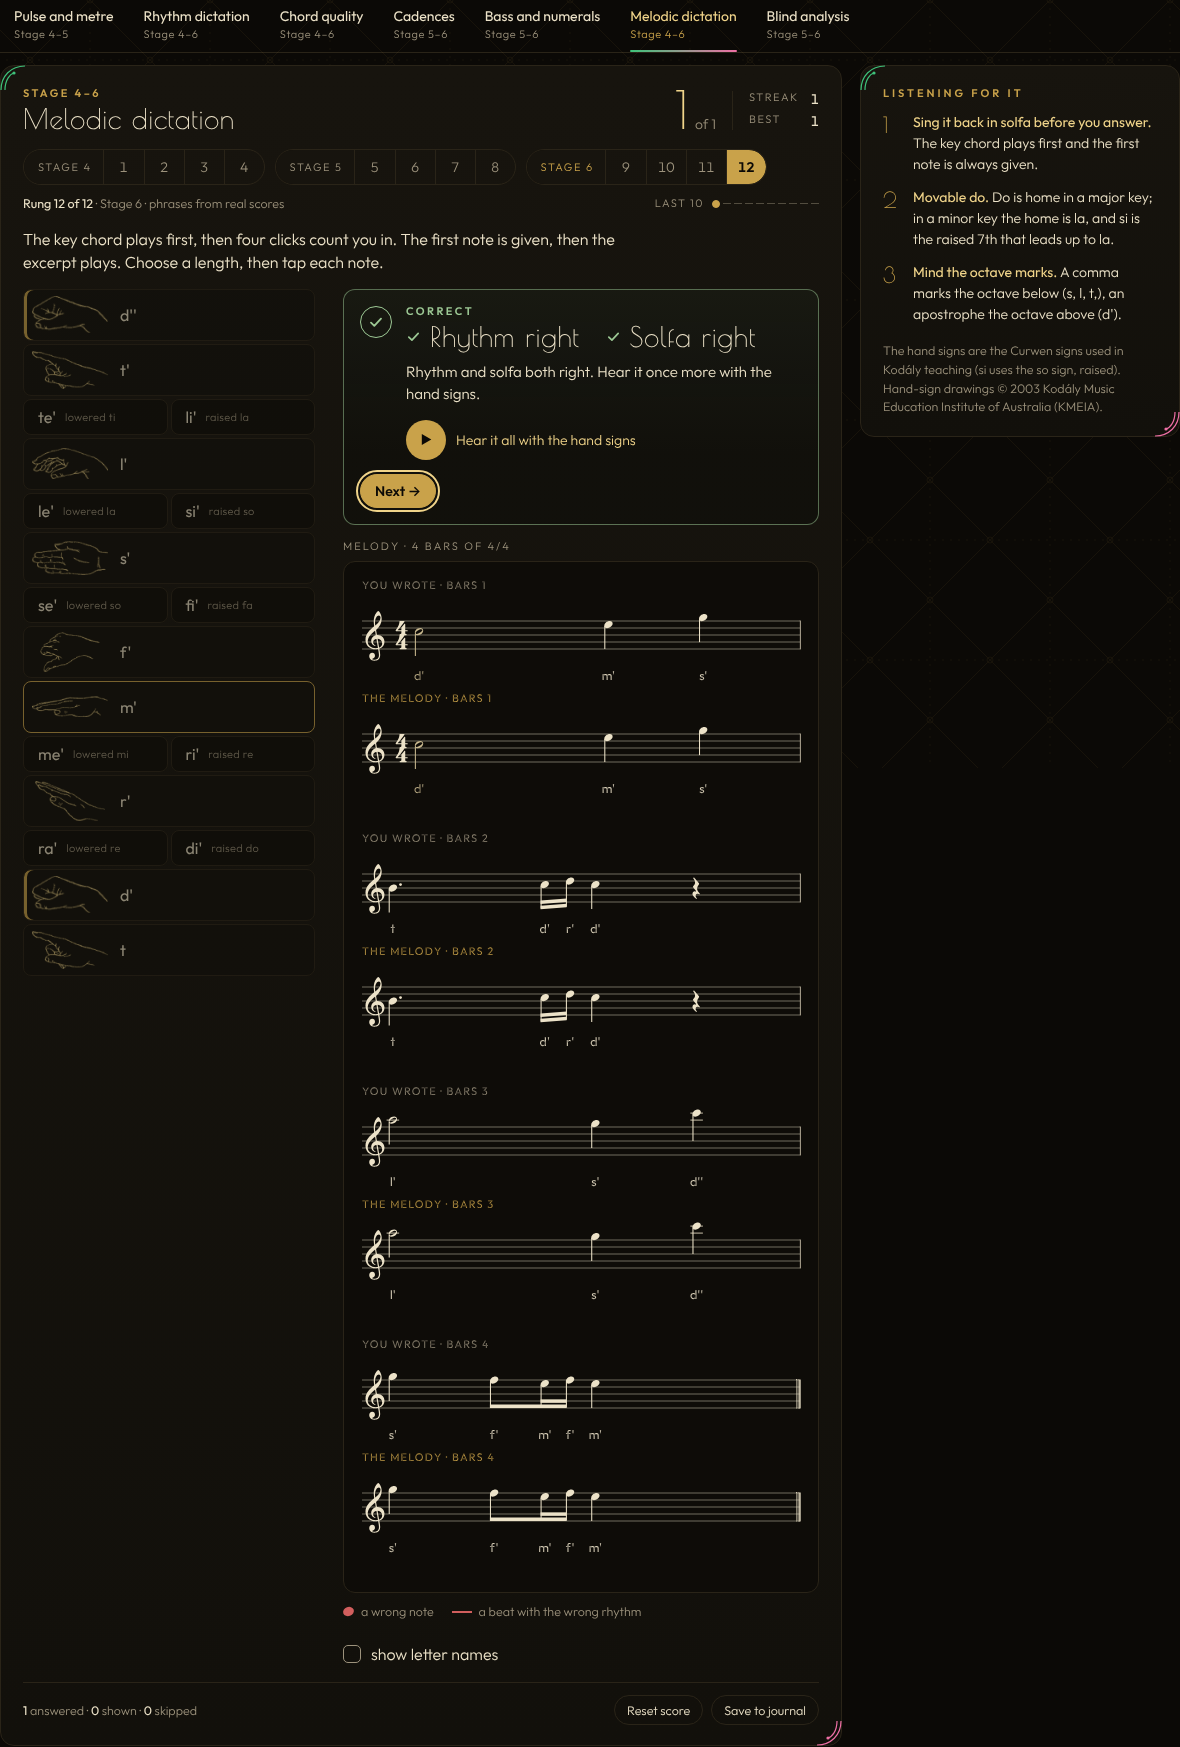 Pulse and metre
Stage 4–5
Rhythm dictation
Stage 4–6
Chord quality
Stage 4–6
Cadences
Stage 5–6
Bass and numerals
Stage 5–6
Melodic dictation
Stage 4–6
Blind analysis
Stage 5–6
STAGE 4–6
Melodic dictation
1 of 1
STREAK 1
BEST 1
STAGE 4 1 2 3 4
STAGE 5 5 6 7 8
STAGE 6 9 10 11 12
Rung 12 of 12 · Stage 6 · phrases from real scores
LAST 10
The key chord plays first, then four clicks count you in. The first note is given, then the
excerpt plays. Choose a length, then tap each note.
d''
t'
te' lowered ti
li' raised la
l'
le' lowered la
si' raised so
s'
se' lowered so
fi' raised fa
f'
m'
me' lowered mi
ri' raised re
r'
ra' lowered re
di' raised do
d'
t
CORRECT
Rhythm right
Solfa right
Rhythm and solfa both right. Hear it once more with the
hand signs.
Hear it all with the hand signs
Next →
MELODY · 4 BARS OF 4/4
YOU WROTE · BARS 1
4
4
d' m' s'
THE MELODY · BARS 1
4
4
d' m' s'
YOU WROTE · BARS 2
t d' r' d'
THE MELODY · BARS 2
t d' r' d'
YOU WROTE · BARS 3
l' s' d''
THE MELODY · BARS 3
l' s' d''
YOU WROTE · BARS 4
s' f' m' f' m'
THE MELODY · BARS 4
s' f' m' f' m'
a wrong note
a beat with the wrong rhythm
show letter names
1 answered · 0 shown · 0 skipped
Reset score
Save to journal
LISTENING FOR IT
1 Sing it back in solfa before you answer.
The key chord plays first and the first
note is always given.
2 Movable do. Do is home in a major key;
in a minor key the home is la, and si is
the raised 7th that leads up to la.
3 Mind the octave marks. A comma
marks the octave below (s, l, t,), an
apostrophe the octave above (d').
The hand signs are the Curwen signs used in
Kodály teaching (si uses the so sign, raised).
Hand-sign drawings © 2003 Kodály Music
Education Institute of Australia (KMEIA).